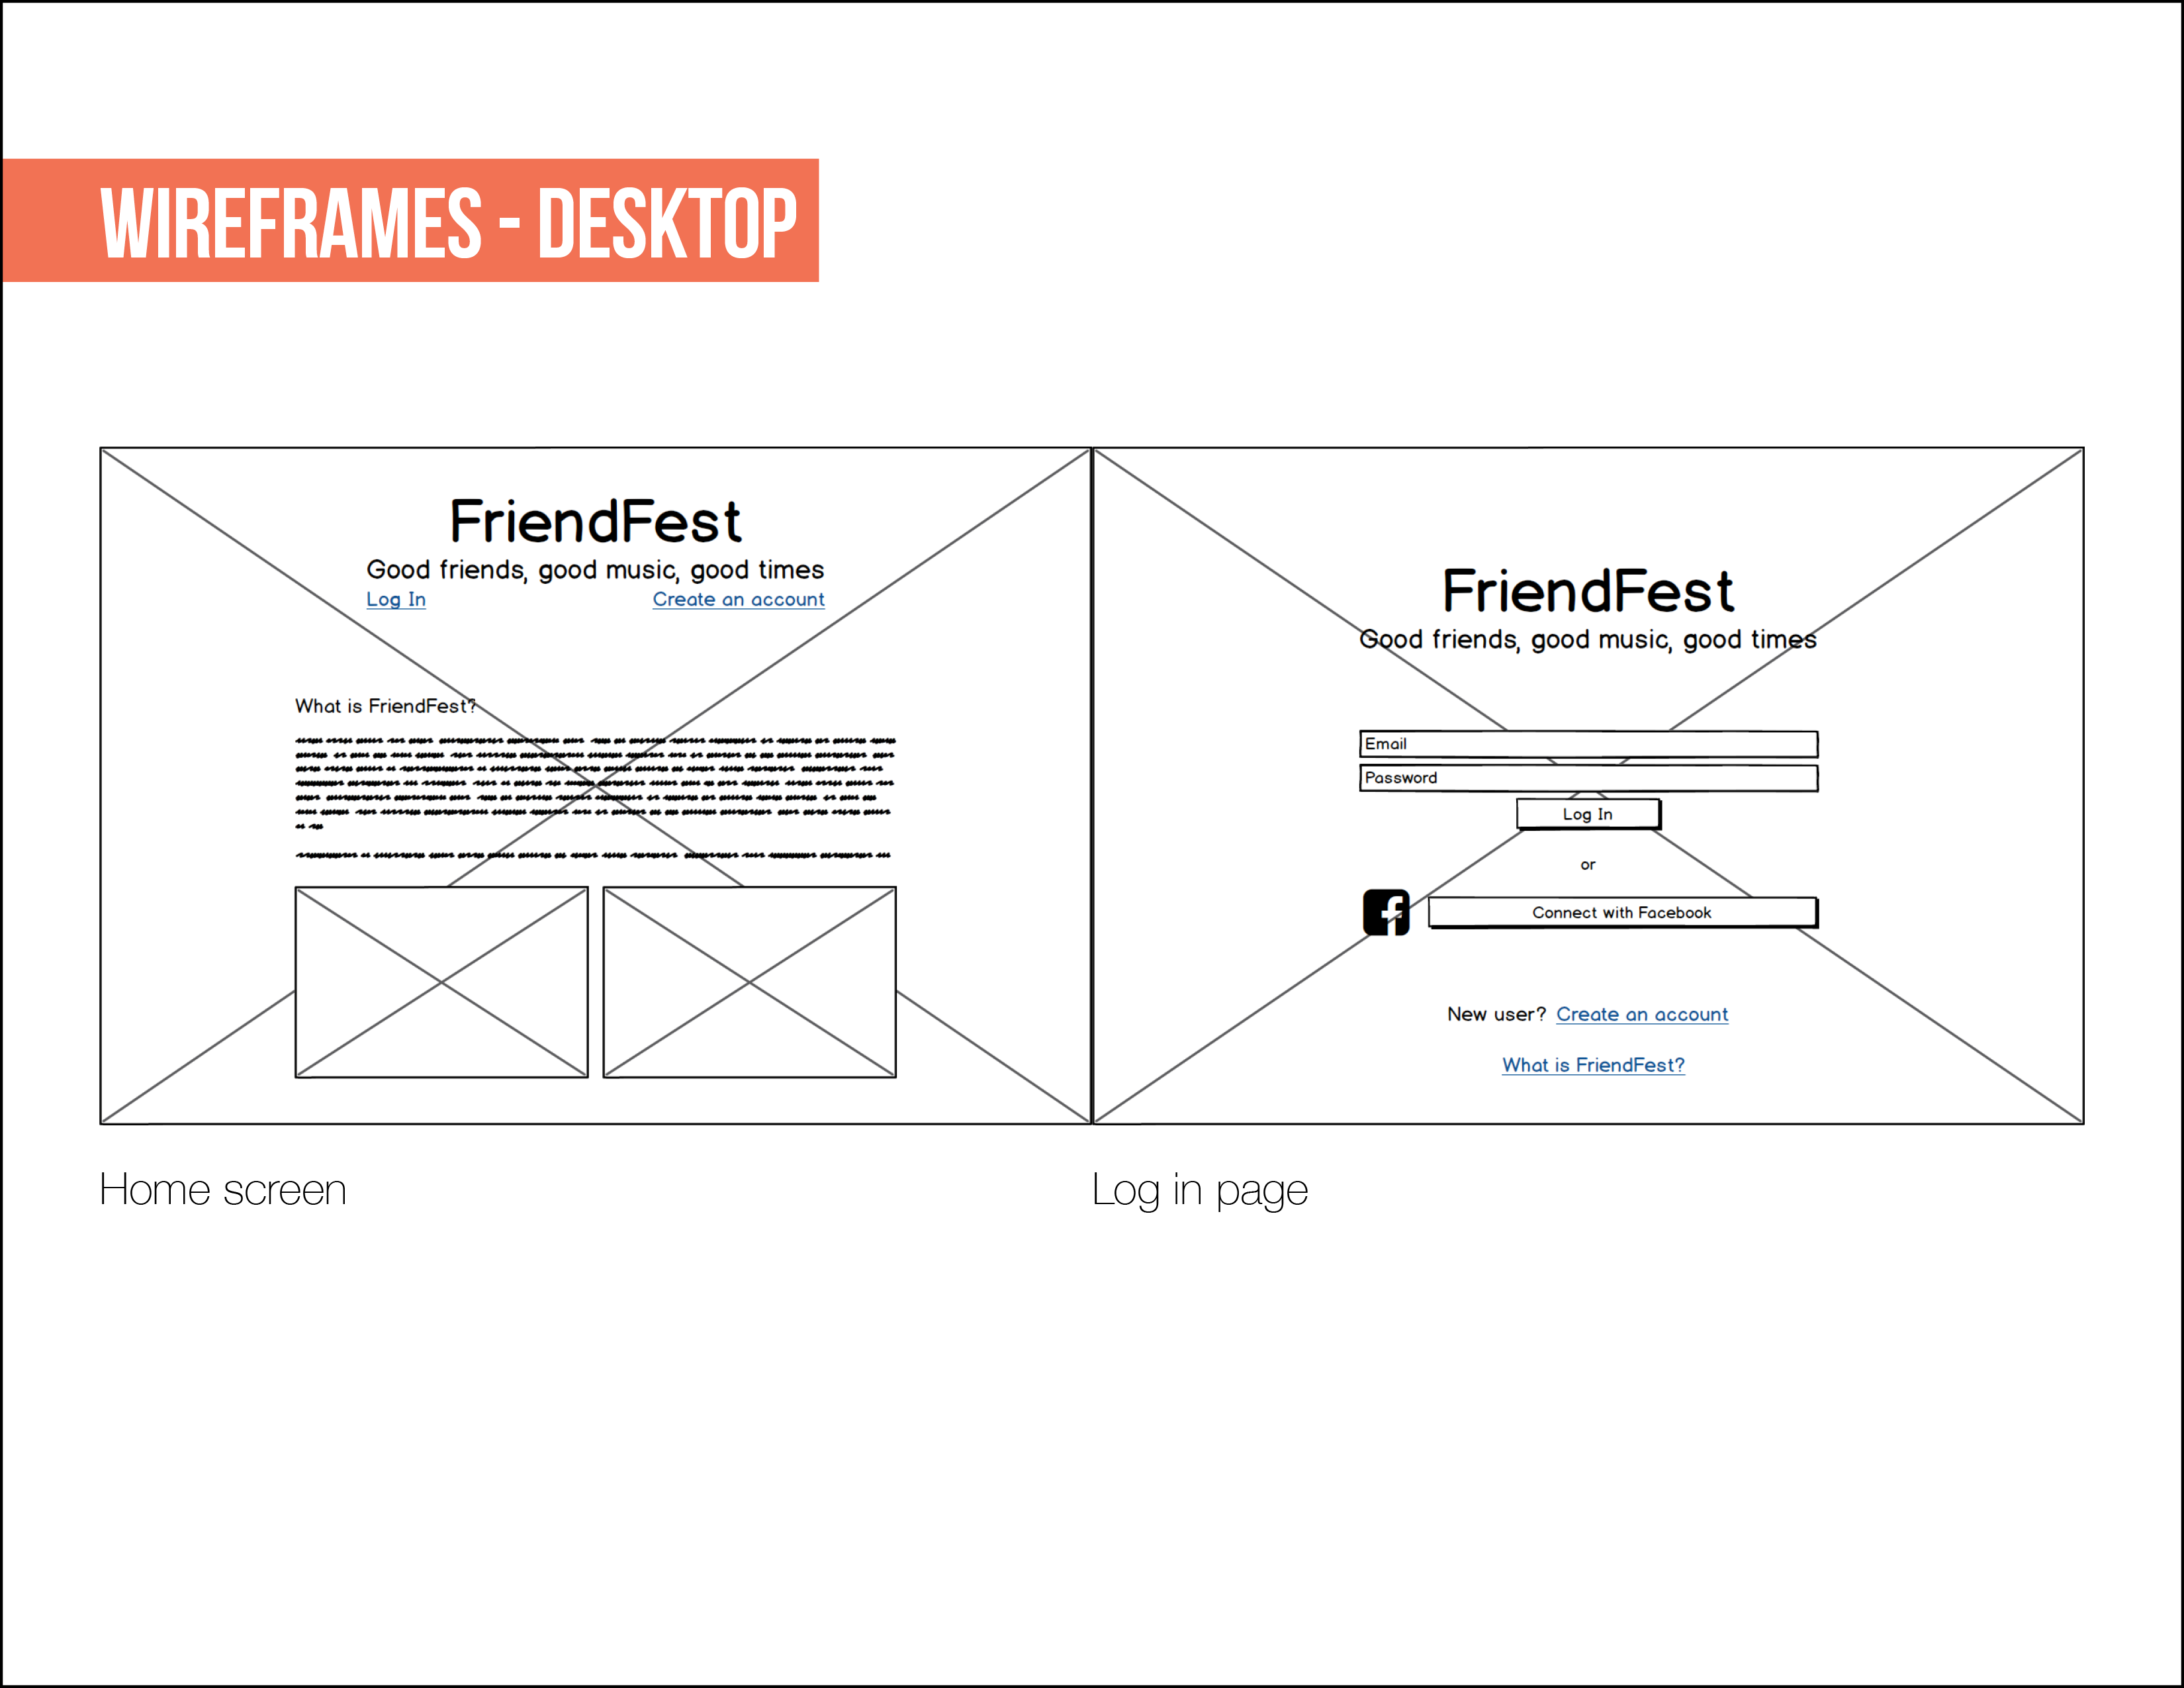 WIREFRAMES - DESKTOP
FriendFest
Good friends, good music, good times
Log In
Create an account
What is FriendFest?
Home screen
FriendFest
Good friends, good music, good times
Email
Password
Log In
or
Connect with Facebook
New user? Create an account
What is FriendFest?
Log in page